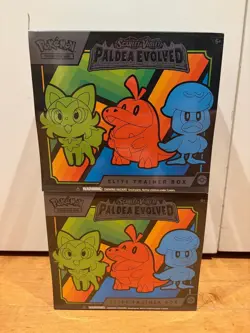 Pokémon
Scarlet & Violet
PALDEA EVOLVED
ELITE TRAINER BOX
WARNING
Pokémon
Scarlet & Violet
PALDEA EVOLVED
ELITE TRAINER BOX
WARNING